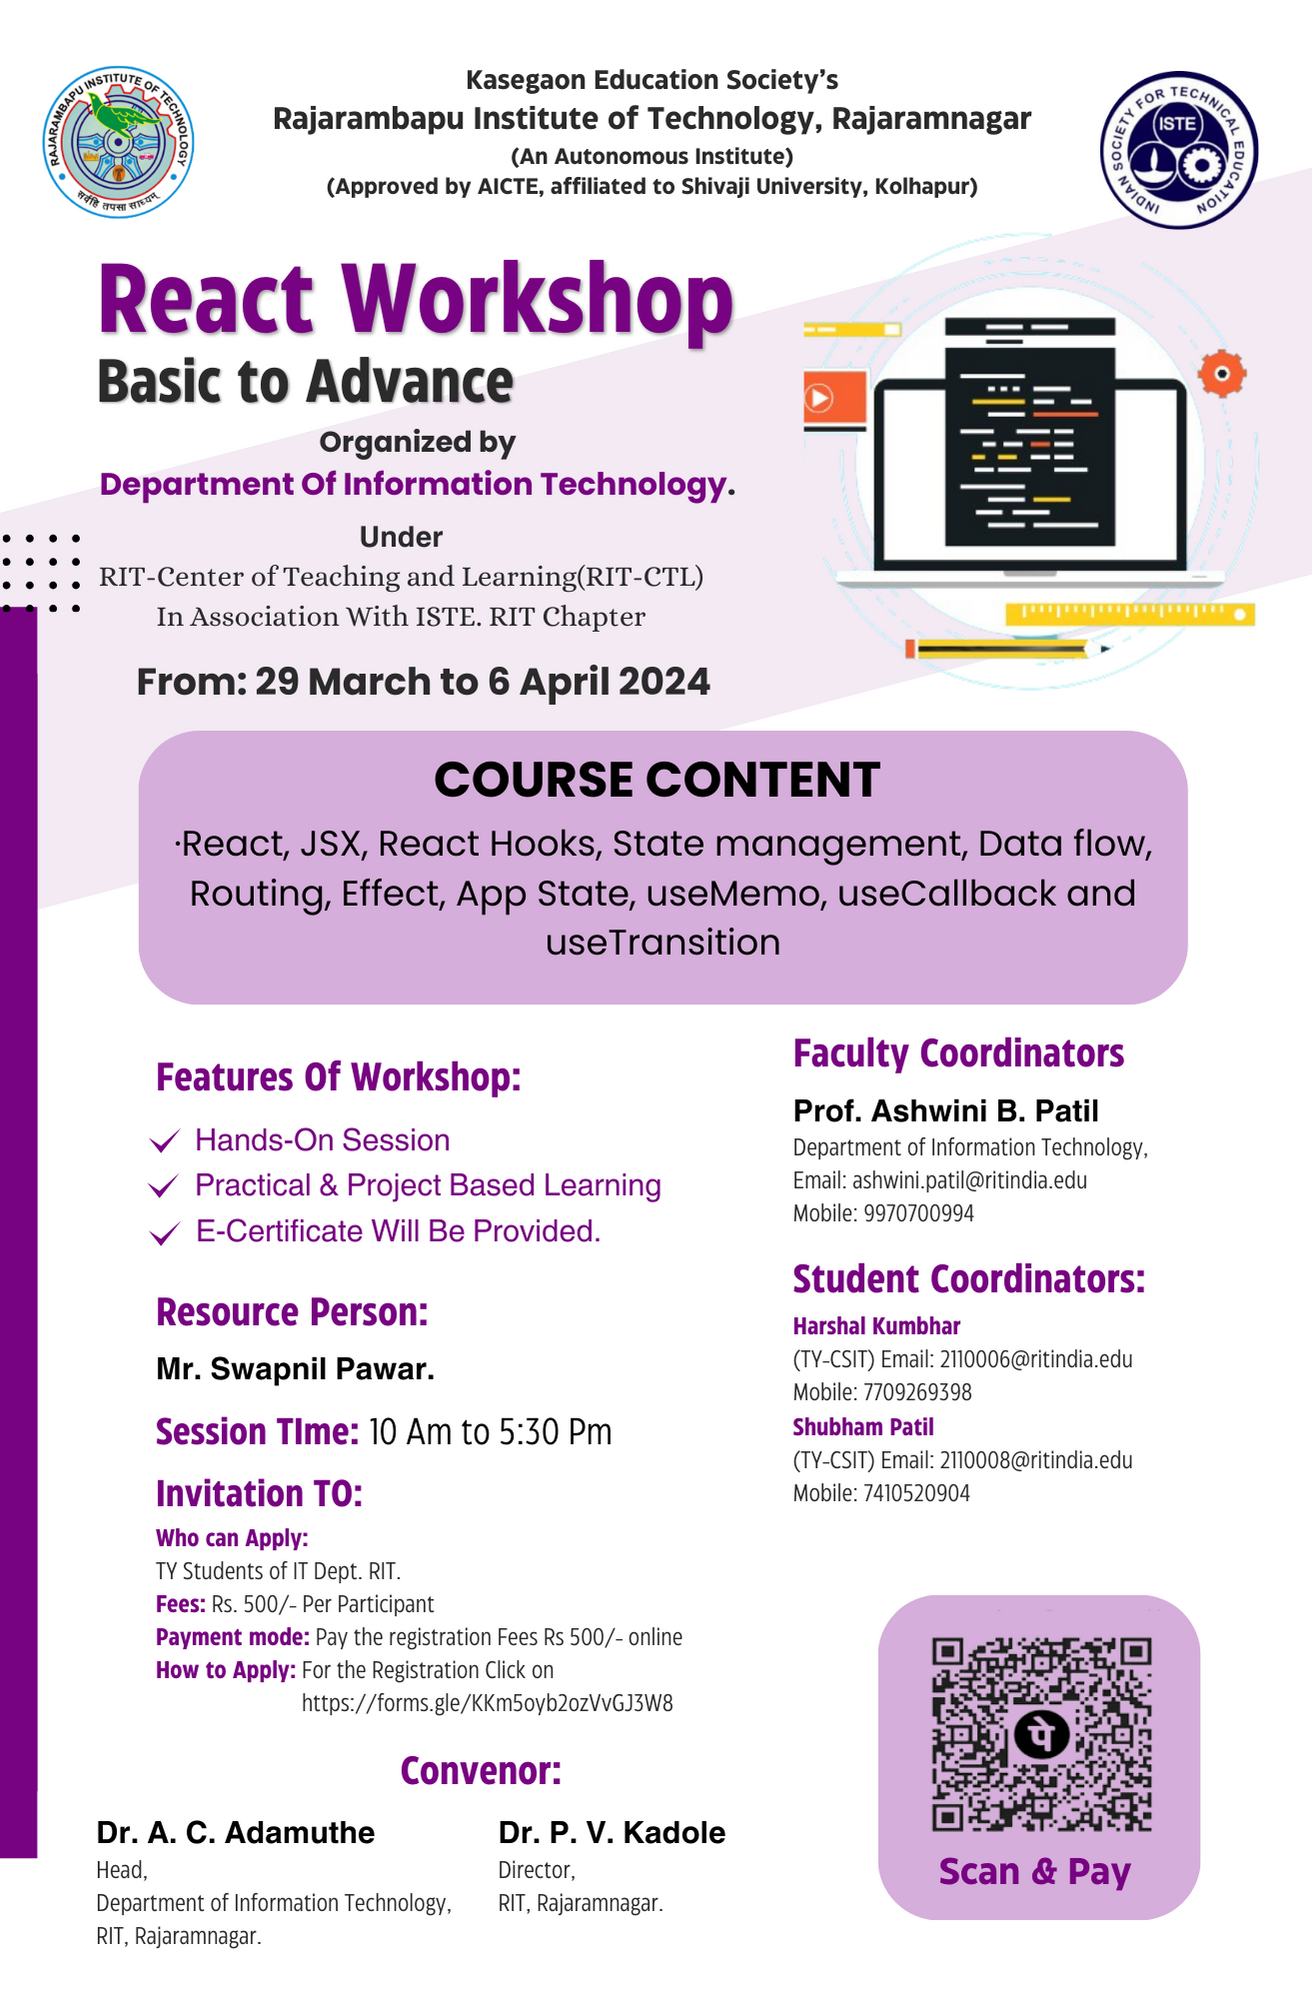 Kasegaon Education Society's
Rajarambapu Institute of Technology, Rajaramnagar
(An Autonomous Institute)
(Approved by AICTE, affiliated to Shivaji University, Kolhapur)
RAJARAMBAPU INSTITUTE OF TECHNOLOGY
सर्वहि तपसा साध्यम्
INDIAN SOCIETY FOR TECHNICAL EDUCATION
ISTE
React Workshop
Basic to Advance
Organized by
Department Of Information Technology.
Under
RIT-Center of Teaching and Learning(RIT-CTL)
In Association With ISTE. RIT Chapter
From: 29 March to 6 April 2024
COURSE CONTENT
·React, JSX, React Hooks, State management, Data flow,
Routing, Effect, App State, useMemo, useCallback and
useTransition
Features Of Workshop:
Hands-On Session
Practical & Project Based Learning
E-Certificate Will Be Provided.
Resource Person:
Mr. Swapnil Pawar.
Session TIme: 10 Am to 5:30 Pm
Invitation TO:
Who can Apply:
TY Students of IT Dept. RIT.
Fees: Rs. 500/- Per Participant
Payment mode: Pay the registration Fees Rs 500/- online
How to Apply: For the Registration Click on
https://forms.gle/KKm5oyb2ozVvGJ3W8
Faculty Coordinators
Prof. Ashwini B. Patil
Department of Information Technology,
Email: ashwini.patil@ritindia.edu
Mobile: 9970700994
Student Coordinators:
Harshal Kumbhar
(TY-CSIT) Email: 2110006@ritindia.edu
Mobile: 7709269398
Shubham Patil
(TY-CSIT) Email: 2110008@ritindia.edu
Mobile: 7410520904
Convenor:
Dr. A. C. Adamuthe
Head,
Department of Information Technology,
RIT, Rajaramnagar.
Dr. P. V. Kadole
Director,
RIT, Rajaramnagar.
पे
Scan & Pay